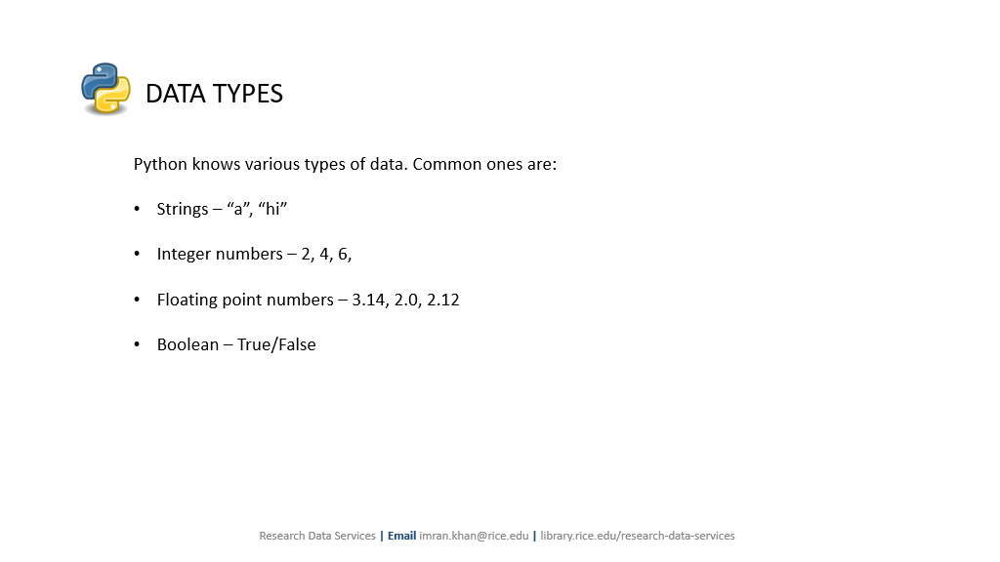 DATA TYPES
Python knows various types of data. Common ones are:
• Strings – “a”, “hi”
• Integer numbers – 2, 4, 6,
• Floating point numbers – 3.14, 2.0, 2.12
• Boolean – True/False
Research Data Services | Email imran.khan@rice.edu | library.rice.edu/research-data-services